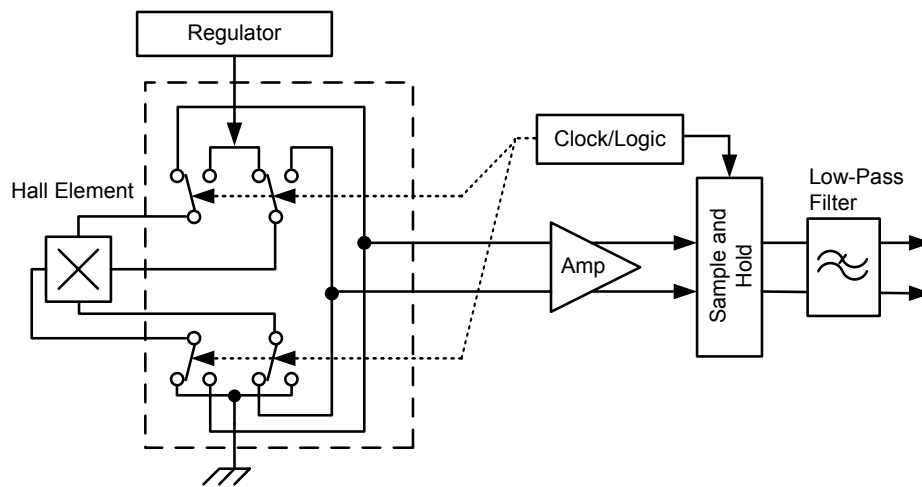 Regulator
Clock/Logic
Hall Element
Low-Pass
Filter
Amp
Sample and
Hold